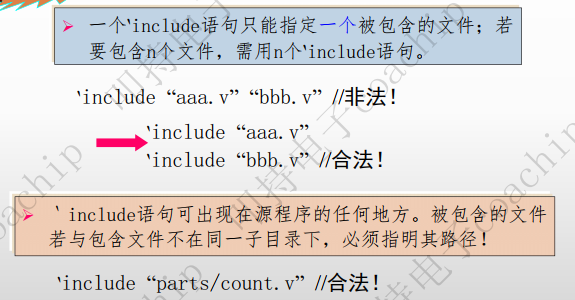 一个‵include语句只能指定一个被包含的文件；若
要包含n个文件，需用n个‵include语句。
‵include “aaa.v” “bbb.v” //非法！
‵include “aaa.v”
‵include “bbb.v” //合法！
‵ include语句可出现在源程序的任何地方。被包含的文件
若与包含文件不在同一子目录下，必须指明其路径！
‵include “parts/count.v” //合法！